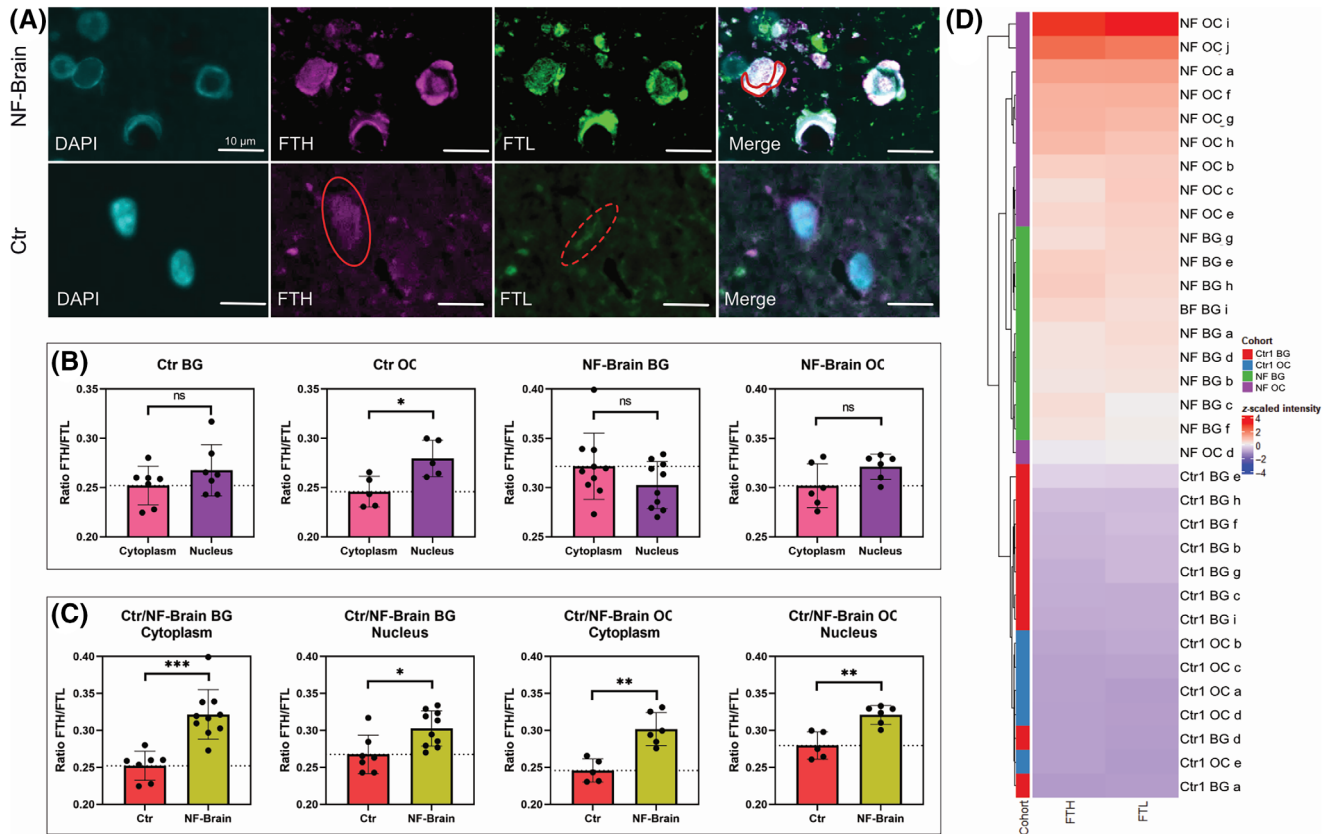 (A)
NF-Brain
DAPI
10 µm
FTH
FTL
Merge
Ctr
DAPI
FTH
FTL
Merge
(B)
Ctr BG
Ratio FTH/FTL
0.35
0.30
0.25
0.20
ns
Cytoplasm Nucleus
Ctr OC
Ratio FTH/FTL
0.35
0.30
0.25
0.20
*
Cytoplasm Nucleus
NF-Brain BG
Ratio FTH/FTL
0.40
0.35
0.30
0.25
ns
Cytoplasm Nucleus
NF-Brain OC
Ratio FTH/FTL
0.40
0.35
0.30
0.25
ns
Cytoplasm Nucleus
(C)
Ctr/NF-Brain BG
Cytoplasm
Ratio FTH/FTL
0.40
0.35
0.30
0.25
0.20
***
Ctr NF-Brain
Ctr/NF-Brain BG
Nucleus
Ratio FTH/FTL
0.40
0.35
0.30
0.25
0.20
*
Ctr NF-Brain
Ctr/NF-Brain OC
Cytoplasm
Ratio FTH/FTL
0.40
0.35
0.30
0.25
0.20
**
Ctr NF-Brain
Ctr/NF-Brain OC
Nucleus
Ratio FTH/FTL
0.40
0.35
0.30
0.25
0.20
**
Ctr NF-Brain
(D)
NF OC i
NF OC j
NF OC a
NF OC f
NF OC g
NF OC h
NF OC b
NF OC c
NF OC e
NF BG g
NF BG e
NF BG h
BF BG i
NF BG a
NF BG d
NF BG b
NF BG c
NF BG f
NF OC d
Ctr1 BG e
Ctr1 BG h
Ctr1 BG f
Ctr1 BG b
Ctr1 BG g
Ctr1 BG c
Ctr1 BG i
Ctr1 OC b
Ctr1 OC c
Ctr1 OC a
Ctr1 OC d
Ctr1 BG d
Ctr1 OC e
Ctr1 BG a
Cohort
FTH
FTL
Cohort
Ctr1 BG
Ctr1 OC
NF BG
NF OC
z-scaled intensity
4
2
0
−2
−4